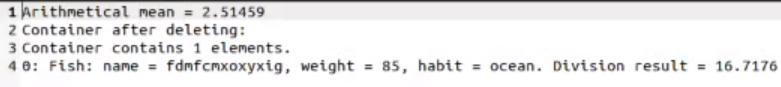 1 Arithmetical mean = 2.51459
2 Container after deleting:
3 Container contains 1 elements.
4 0: Fish: name = fdmfcmxoxyxig, weight = 85, habit = ocean. Division result = 16.7176